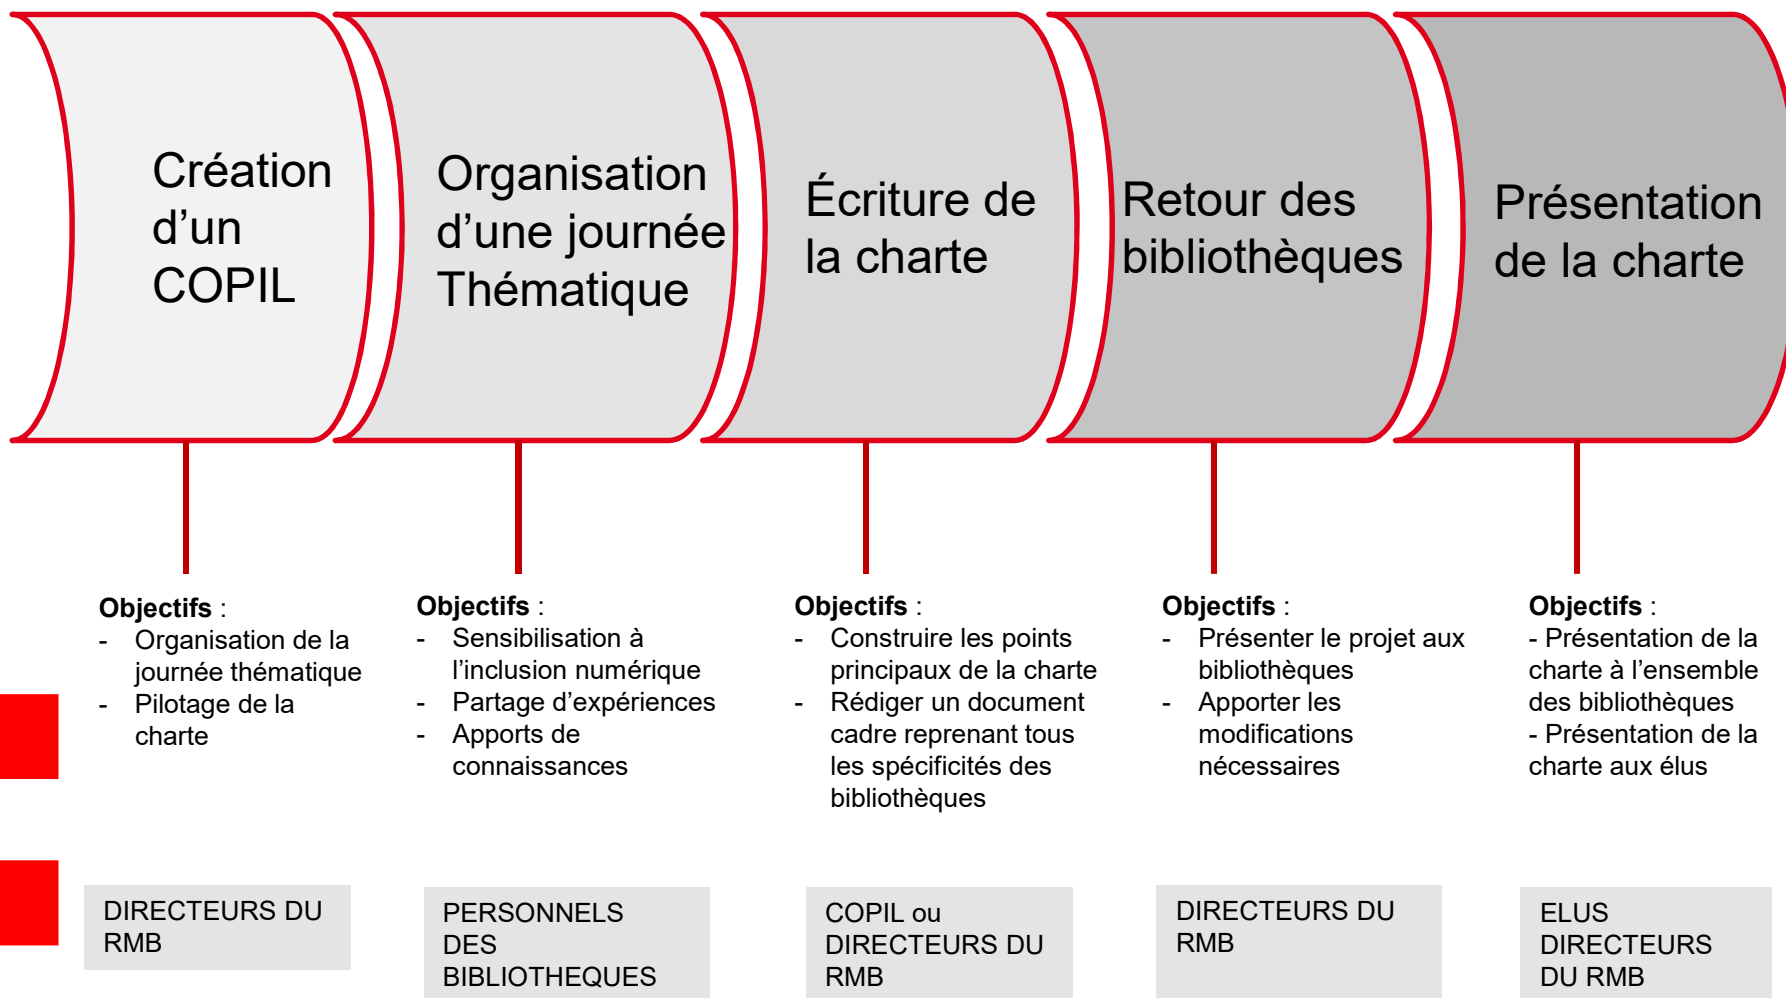 Création
d’un
COPIL
Organisation
d’une journée
Thématique
Écriture de
la charte
Retour des
bibliothèques
Présentation
de la charte
Objectifs :
- Organisation de la
journée thématique
- Pilotage de la
charte
Objectifs :
- Sensibilisation à
l’inclusion numérique
- Partage d’expériences
- Apports de
connaissances
Objectifs :
- Construire les points
principaux de la charte
- Rédiger un document
cadre reprenant tous
les spécificités des
bibliothèques
Objectifs :
- Présenter le projet aux
bibliothèques
- Apporter les
modifications
nécessaires
Objectifs :
- Présentation de la
charte à l’ensemble
des bibliothèques
- Présentation de la
charte aux élus
DIRECTEURS DU
RMB
PERSONNELS
DES
BIBLIOTHEQUES
COPIL ou
DIRECTEURS DU
RMB
DIRECTEURS DU
RMB
ELUS
DIRECTEURS
DU RMB